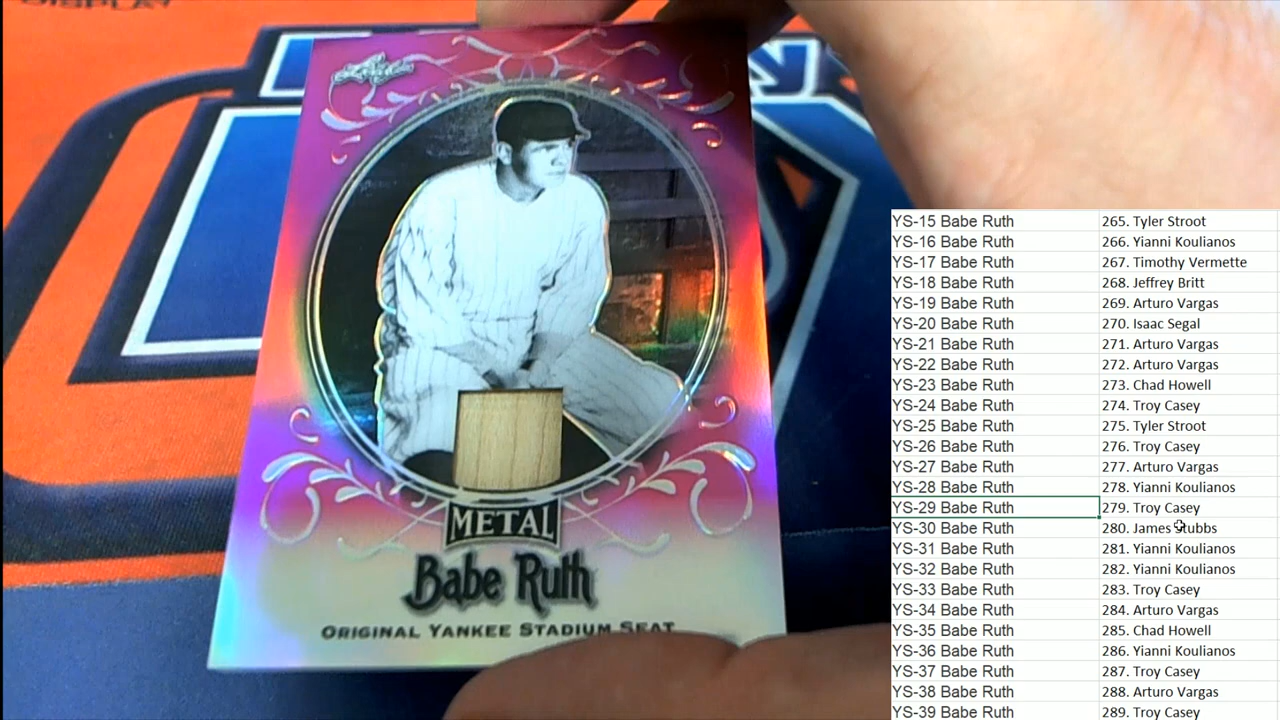 DISPLAY
METAL
Babe Ruth
ORIGINAL YANKEE STADIUM SEAT
YS-15 Babe Ruth 265. Tyler Stroot
YS-16 Babe Ruth 266. Yianni Koulianos
YS-17 Babe Ruth 267. Timothy Vermette
YS-18 Babe Ruth 268. Jeffrey Britt
YS-19 Babe Ruth 269. Arturo Vargas
YS-20 Babe Ruth 270. Isaac Segal
YS-21 Babe Ruth 271. Arturo Vargas
YS-22 Babe Ruth 272. Arturo Vargas
YS-23 Babe Ruth 273. Chad Howell
YS-24 Babe Ruth 274. Troy Casey
YS-25 Babe Ruth 275. Tyler Stroot
YS-26 Babe Ruth 276. Troy Casey
YS-27 Babe Ruth 277. Arturo Vargas
YS-28 Babe Ruth 278. Yianni Koulianos
YS-29 Babe Ruth 279. Troy Casey
YS-30 Babe Ruth 280. James Stubbs
YS-31 Babe Ruth 281. Yianni Koulianos
YS-32 Babe Ruth 282. Yianni Koulianos
YS-33 Babe Ruth 283. Troy Casey
YS-34 Babe Ruth 284. Arturo Vargas
YS-35 Babe Ruth 285. Chad Howell
YS-36 Babe Ruth 286. Yianni Koulianos
YS-37 Babe Ruth 287. Troy Casey
YS-38 Babe Ruth 288. Arturo Vargas
YS-39 Babe Ruth 289. Troy Casey